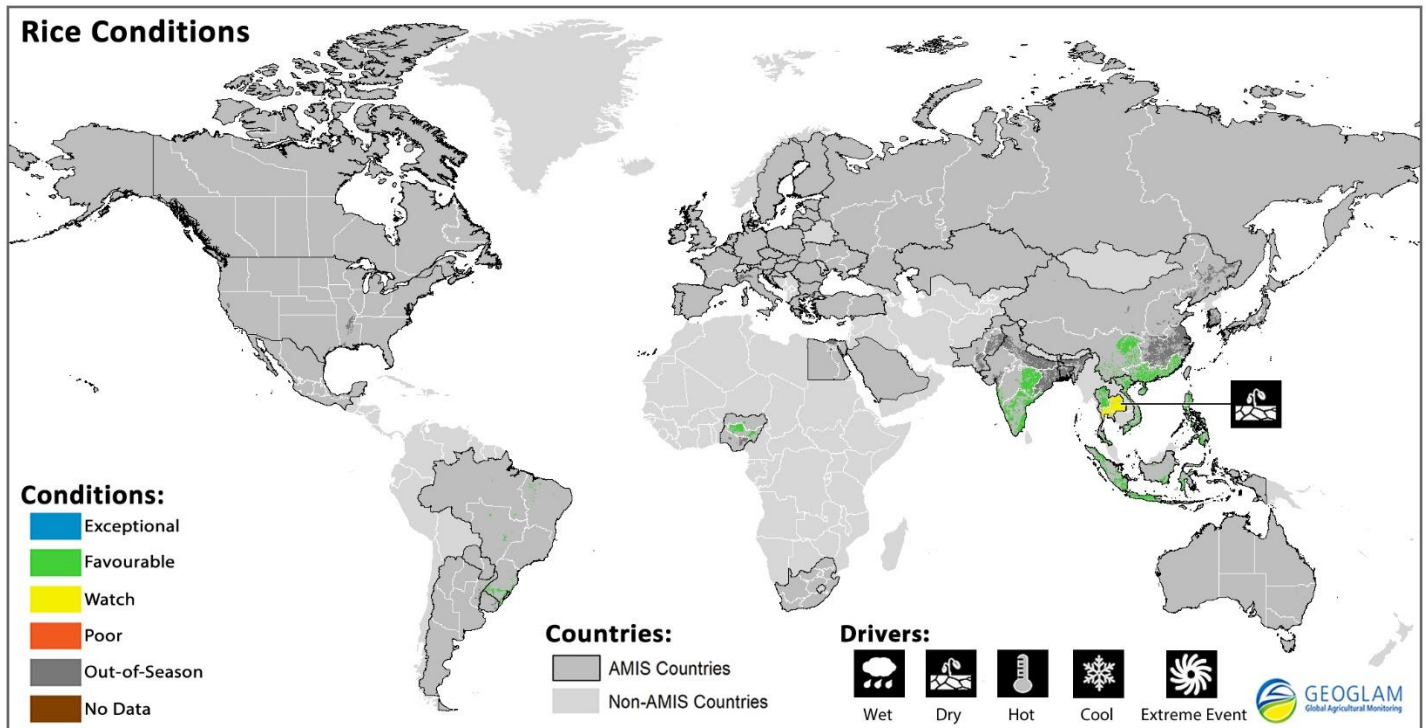 Rice Conditions
Conditions:
Exceptional
Favourable
Watch
Poor
Out-of-Season
No Data
Countries:
AMIS Countries
Non-AMIS Countries
Drivers:
Wet
Dry
Hot
Cool
Extreme Event
GEOGLAM
Global Agricultural Monitoring